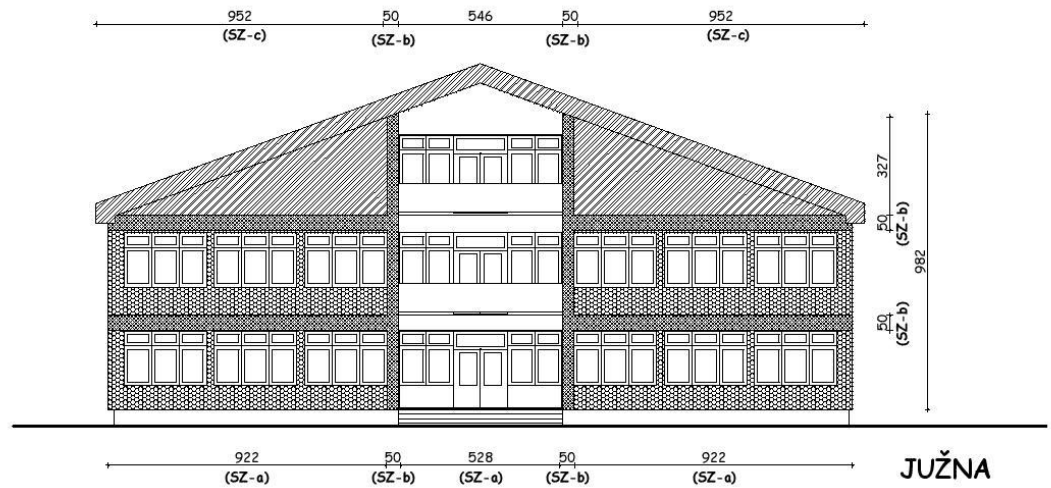 952 50 546 50 952
(SZ-c) (SZ-b) (SZ-b) (SZ-c)
327
50
(SZ-b)
982
50
(SZ-b)
922 50 528 50 922
(SZ-a) (SZ-b) (SZ-a) (SZ-b) (SZ-a)
JUŽNA